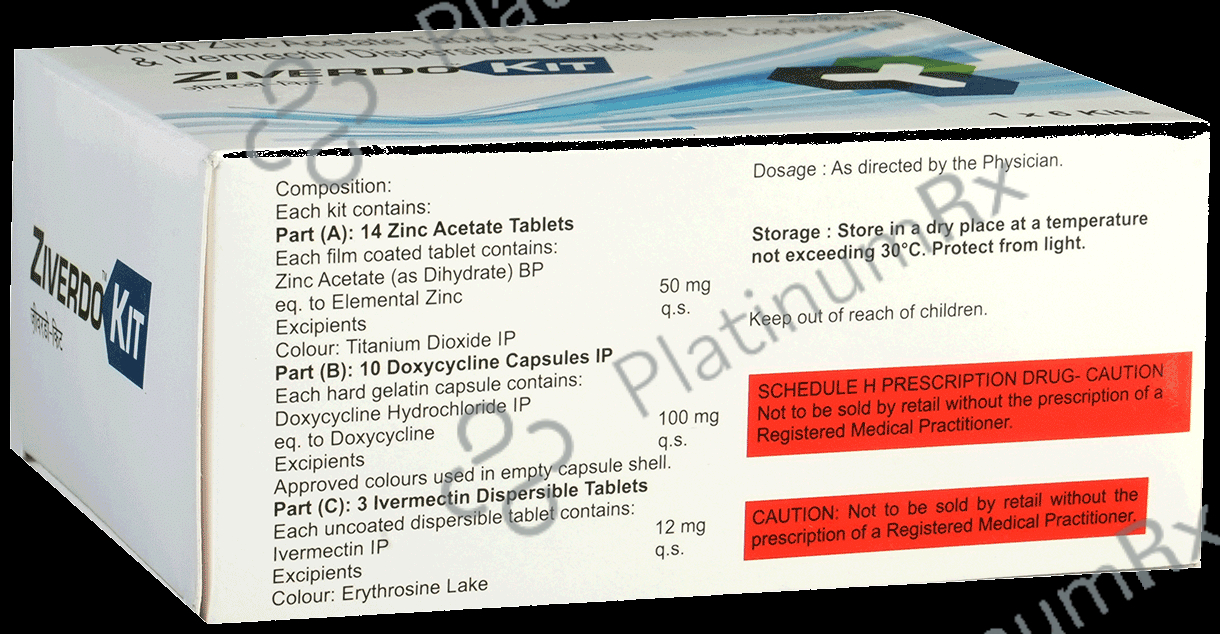 Kit of Zinc Acetate Tablets, Doxycycline Capsules IP
& Ivermectin Dispersible Tablets
ZIVERDO KIT
जीवरडो किट
1 x 6 Kits
ZIVERDO™ KIT
जीवरडो किट
Composition:
Each kit contains:
Part (A): 14 Zinc Acetate Tablets
Each film coated tablet contains:
Zinc Acetate (as Dihydrate) BP
eq. to Elemental Zinc 50 mg
Excipients q.s.
Colour: Titanium Dioxide IP
Part (B): 10 Doxycycline Capsules IP
Each hard gelatin capsule contains:
Doxycycline Hydrochloride IP
eq. to Doxycycline 100 mg
Excipients q.s.
Approved colours used in empty capsule shell.
Part (C): 3 Ivermectin Dispersible Tablets
Each uncoated dispersible tablet contains:
Ivermectin IP 12 mg
Excipients q.s.
Colour: Erythrosine Lake
Dosage : As directed by the Physician.
Storage : Store in a dry place at a temperature
not exceeding 30°C. Protect from light.
Keep out of reach of children.
SCHEDULE H PRESCRIPTION DRUG- CAUTION
Not to be sold by retail without the prescription of a
Registered Medical Practitioner.
CAUTION: Not to be sold by retail without the
prescription of a Registered Medical Practitioner.
PlatinumRx